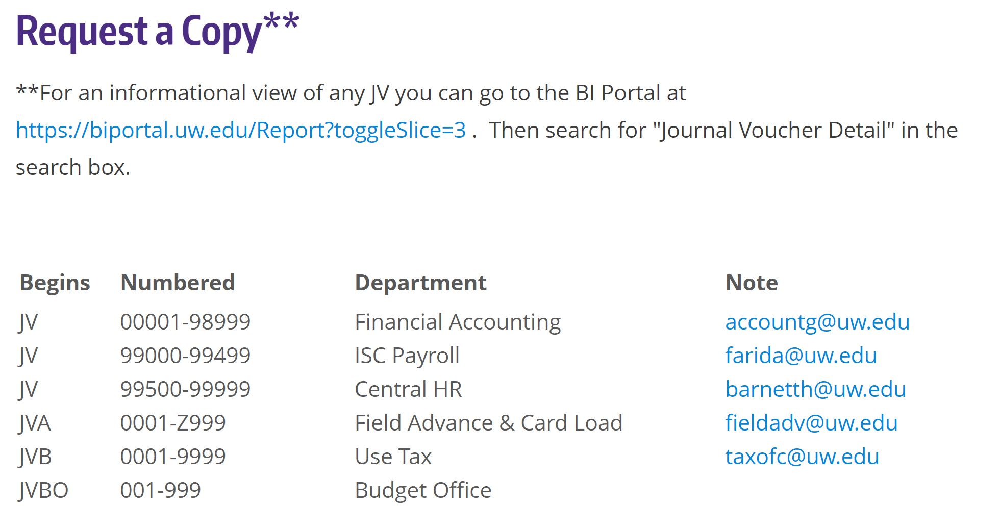 Request a Copy**
**For an informational view of any JV you can go to the BI Portal at
https://biportal.uw.edu/Report?toggleSlice=3 .  Then search for "Journal Voucher Detail" in the
search box.
Begins Numbered Department Note
JV 00001-98999 Financial Accounting accountg@uw.edu
JV 99000-99499 ISC Payroll farida@uw.edu
JV 99500-99999 Central HR barnetth@uw.edu
JVA 0001-Z999 Field Advance & Card Load fieldadv@uw.edu
JVB 0001-9999 Use Tax taxofc@uw.edu
JVBO 001-999 Budget Office